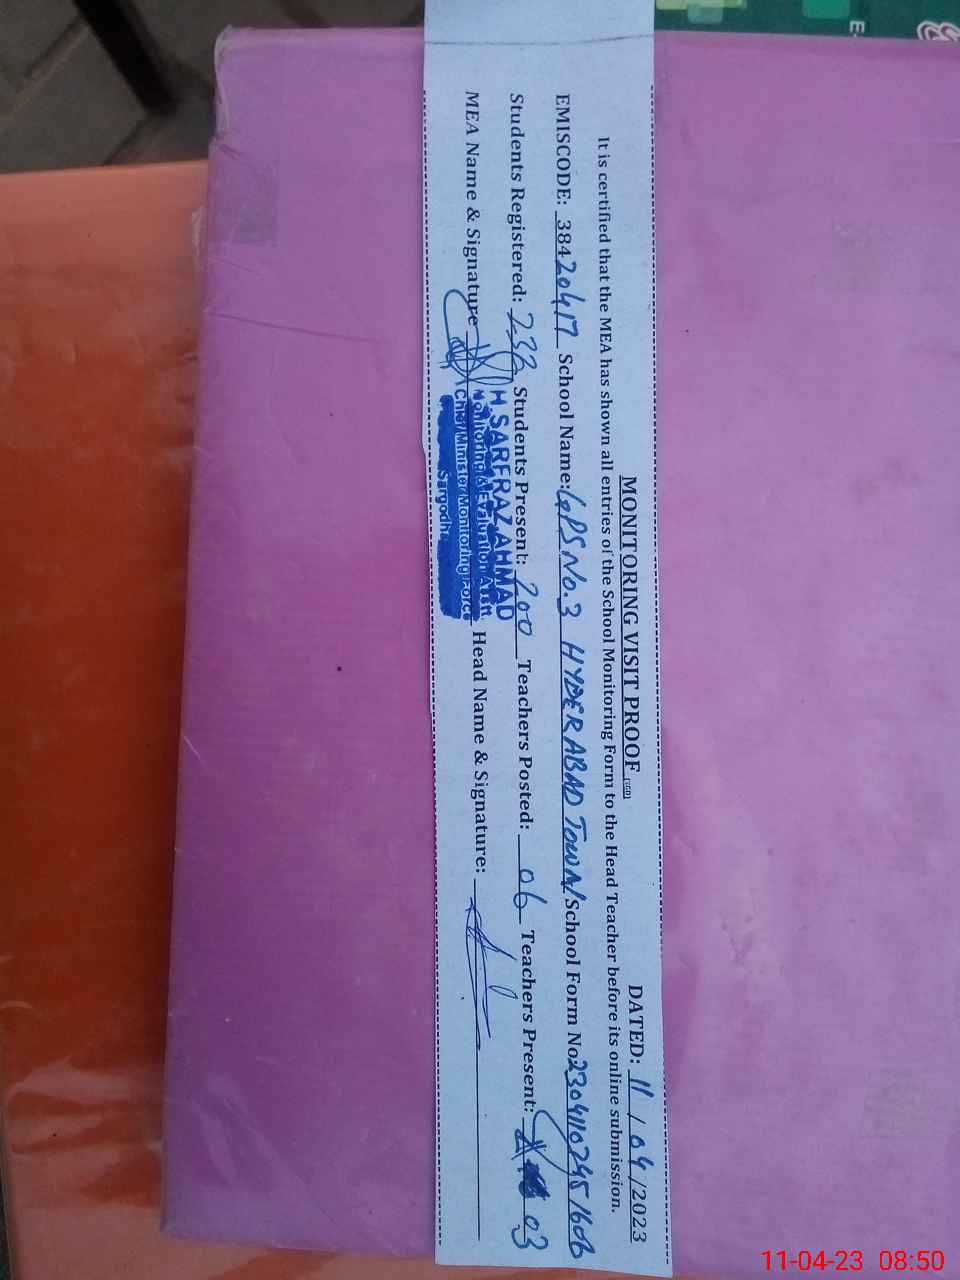 MONITORING VISIT PROOF DATED: 11/04/2023
It is certified that the MEA has shown all entries of the School Monitoring Form to the Head Teacher before its online submission.
EMISCODE: 38420417 School Name: GPS No.3 HYDERABAD TOWN/ School Form No
Students Registered: Students Present: 200 Teachers Posted: 06 Teachers Present: 03
MEA Name & Signature Head Name & Signature:
H.SARFRAZ AHMAD
Monitoring & Evaluation Asstt
Chief Minister Monitoring Force
Sargodha
11-04-23 08:50